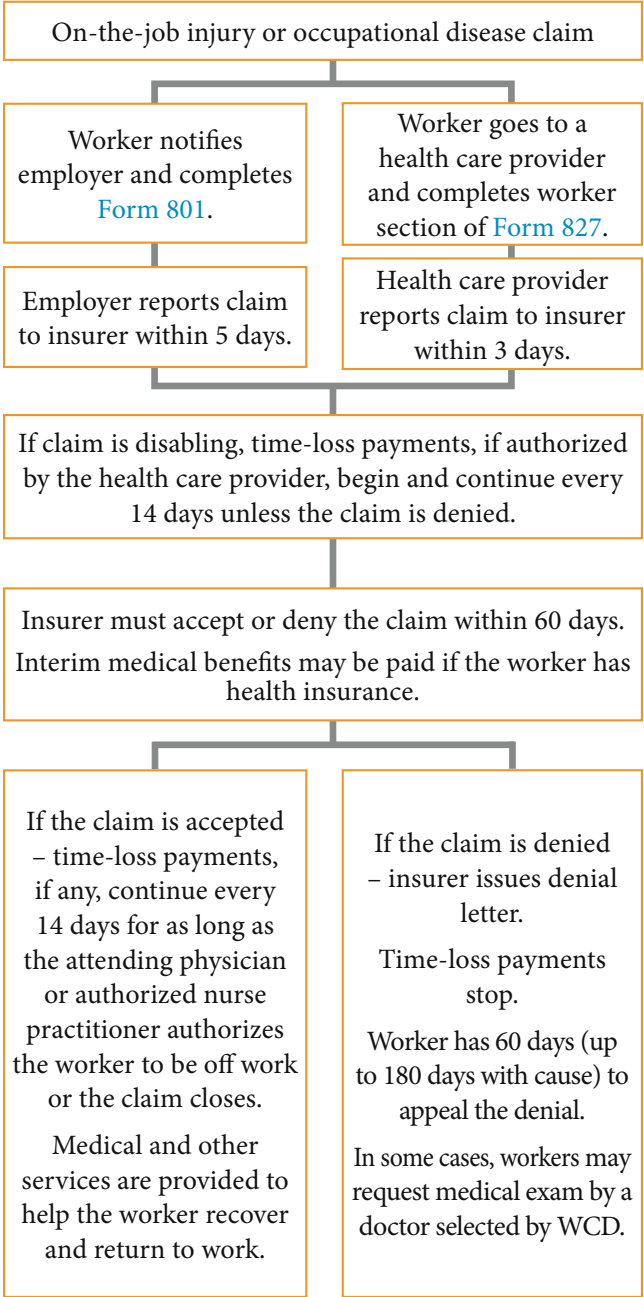 On-the-job injury or occupational disease claim
Worker notifies
employer and completes
Form 801.
Worker goes to a
health care provider
and completes worker
section of Form 827.
Employer reports claim
to insurer within 5 days.
Health care provider
reports claim to insurer
within 3 days.
If claim is disabling, time-loss payments, if authorized
by the health care provider, begin and continue every
14 days unless the claim is denied.
Insurer must accept or deny the claim within 60 days.
Interim medical benefits may be paid if the worker has
health insurance.
If the claim is accepted
– time-loss payments,
if any, continue every
14 days for as long as
the attending physician
or authorized nurse
practitioner authorizes
the worker to be off work
or the claim closes.
Medical and other
services are provided to
help the worker recover
and return to work.
If the claim is denied
– insurer issues denial
letter.
Time-loss payments
stop.
Worker has 60 days (up
to 180 days with cause) to
appeal the denial.
In some cases, workers may
request medical exam by a
doctor selected by WCD.